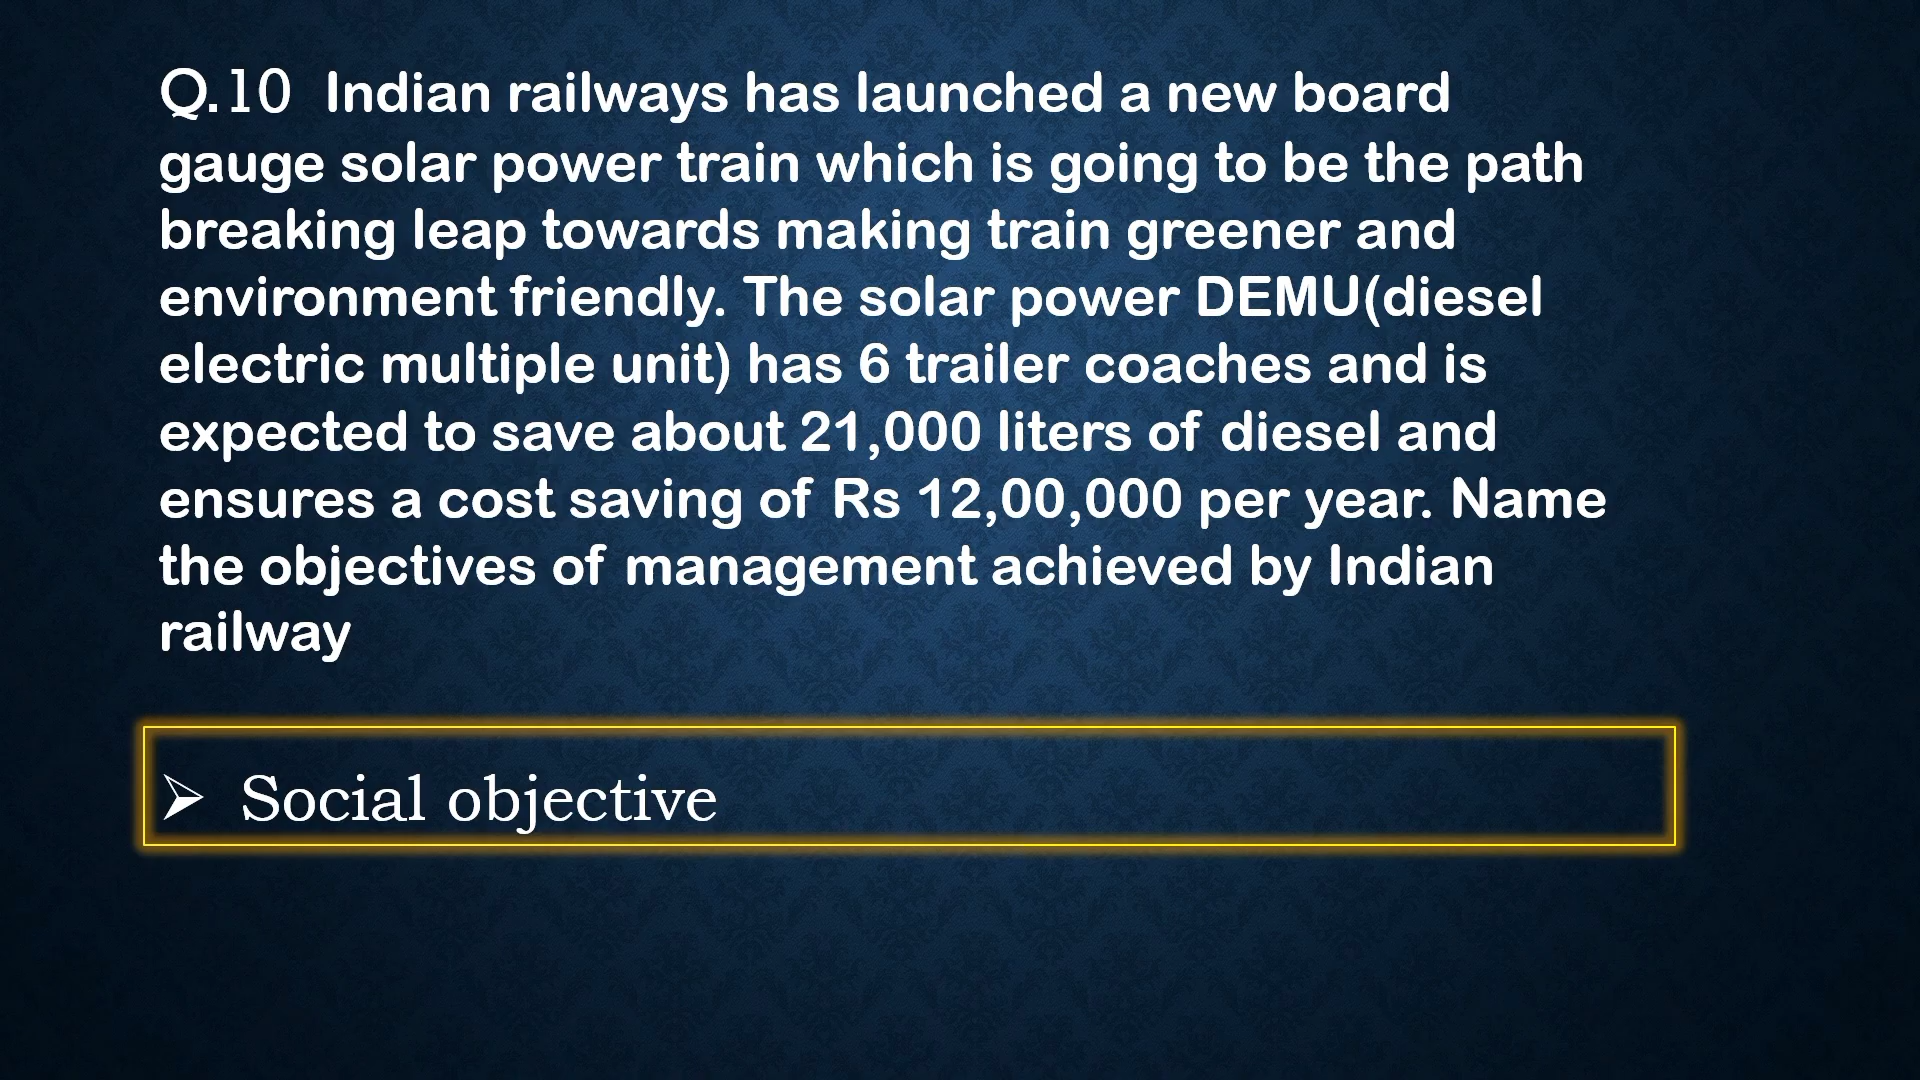 Q.10 Indian railways has launched a new board
gauge solar power train which is going to be the path
breaking leap towards making train greener and
environment friendly. The solar power DEMU(diesel
electric multiple unit) has 6 trailer coaches and is
expected to save about 21,000 liters of diesel and
ensures a cost saving of Rs 12,00,000 per year. Name
the objectives of management achieved by Indian
railway
➢ Social objective